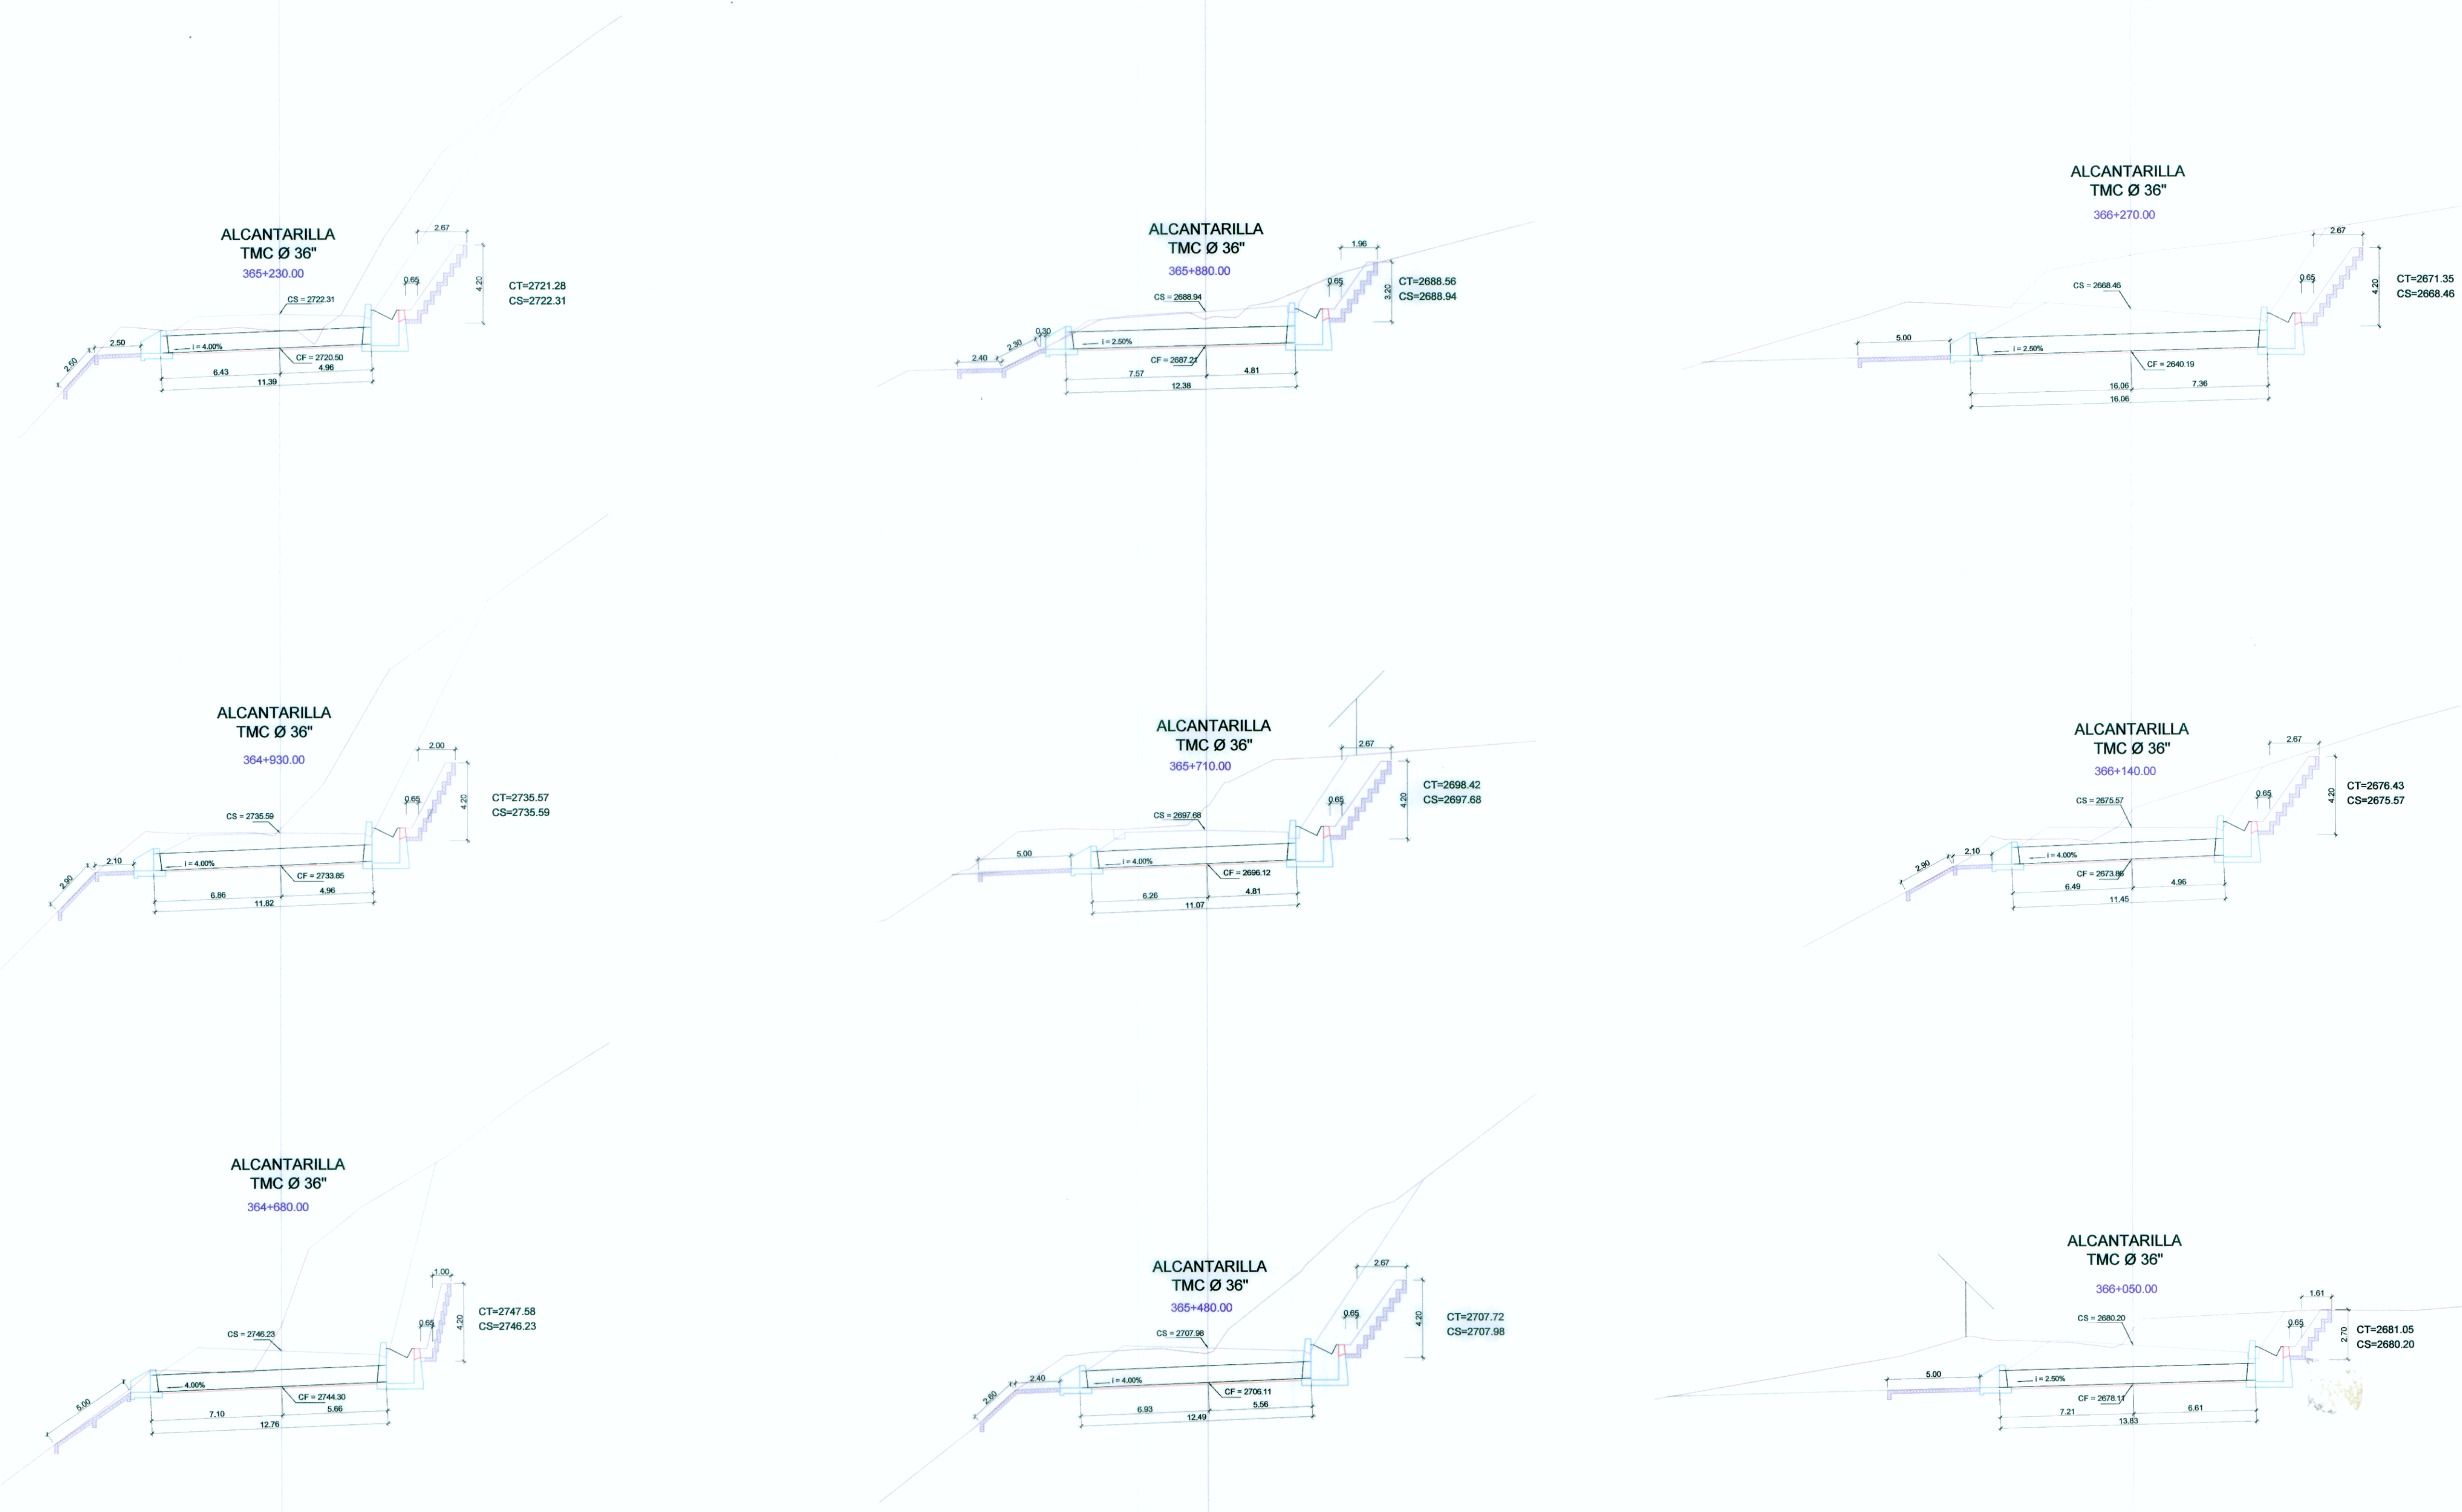 ALCANTARILLA
TMC Ø 36"
365+230.00
2.67
0.65
4.20
CT=2721.28
CS=2722.31
CS = 2722.31
2.50
2.60
i = 4.00%
CF = 2720.50
6.43
4.96
11.39
ALCANTARILLA
TMC Ø 36"
365+880.00
1.96
0.65
3.20
CT=2688.56
CS=2688.94
CS = 2688.94
0.30
2.30
2.40
i = 2.50%
CF = 2687.21
7.57
4.81
12.38
ALCANTARILLA
TMC Ø 36"
366+270.00
2.67
0.65
4.20
CT=2671.35
CS=2668.46
CS = 2668.46
5.00
i = 2.50%
CF = 2640.19
16.06
7.36
16.06
ALCANTARILLA
TMC Ø 36"
364+930.00
2.00
0.65
4.20
CT=2735.57
CS=2735.59
CS = 2735.59
2.10
2.90
i = 4.00%
CF = 2733.85
6.86
4.96
11.82
ALCANTARILLA
TMC Ø 36"
365+710.00
2.67
0.65
4.20
CT=2698.42
CS=2697.68
CS = 2697.68
5.00
i = 4.00%
CF = 2696.12
6.26
4.81
11.07
ALCANTARILLA
TMC Ø 36"
366+140.00
2.67
0.65
4.20
CT=2676.43
CS=2675.57
CS = 2675.57
2.10
2.90
i = 4.00%
CF = 2673.86
6.49
4.96
11.45
ALCANTARILLA
TMC Ø 36"
364+680.00
1.00
0.65
4.20
CT=2747.58
CS=2746.23
CS = 2746.23
5.00
4.00%
CF = 2744.30
7.10
5.66
12.76
ALCANTARILLA
TMC Ø 36"
365+480.00
2.67
0.65
4.20
CT=2707.72
CS=2707.98
CS = 2707.98
2.40
2.60
i = 4.00%
CF = 2706.11
6.93
5.56
12.49
ALCANTARILLA
TMC Ø 36"
366+050.00
1.61
0.65
2.70
CT=2681.05
CS=2680.20
CS = 2680.20
5.00
i = 2.50%
CF = 2678.11
7.21
6.61
13.83